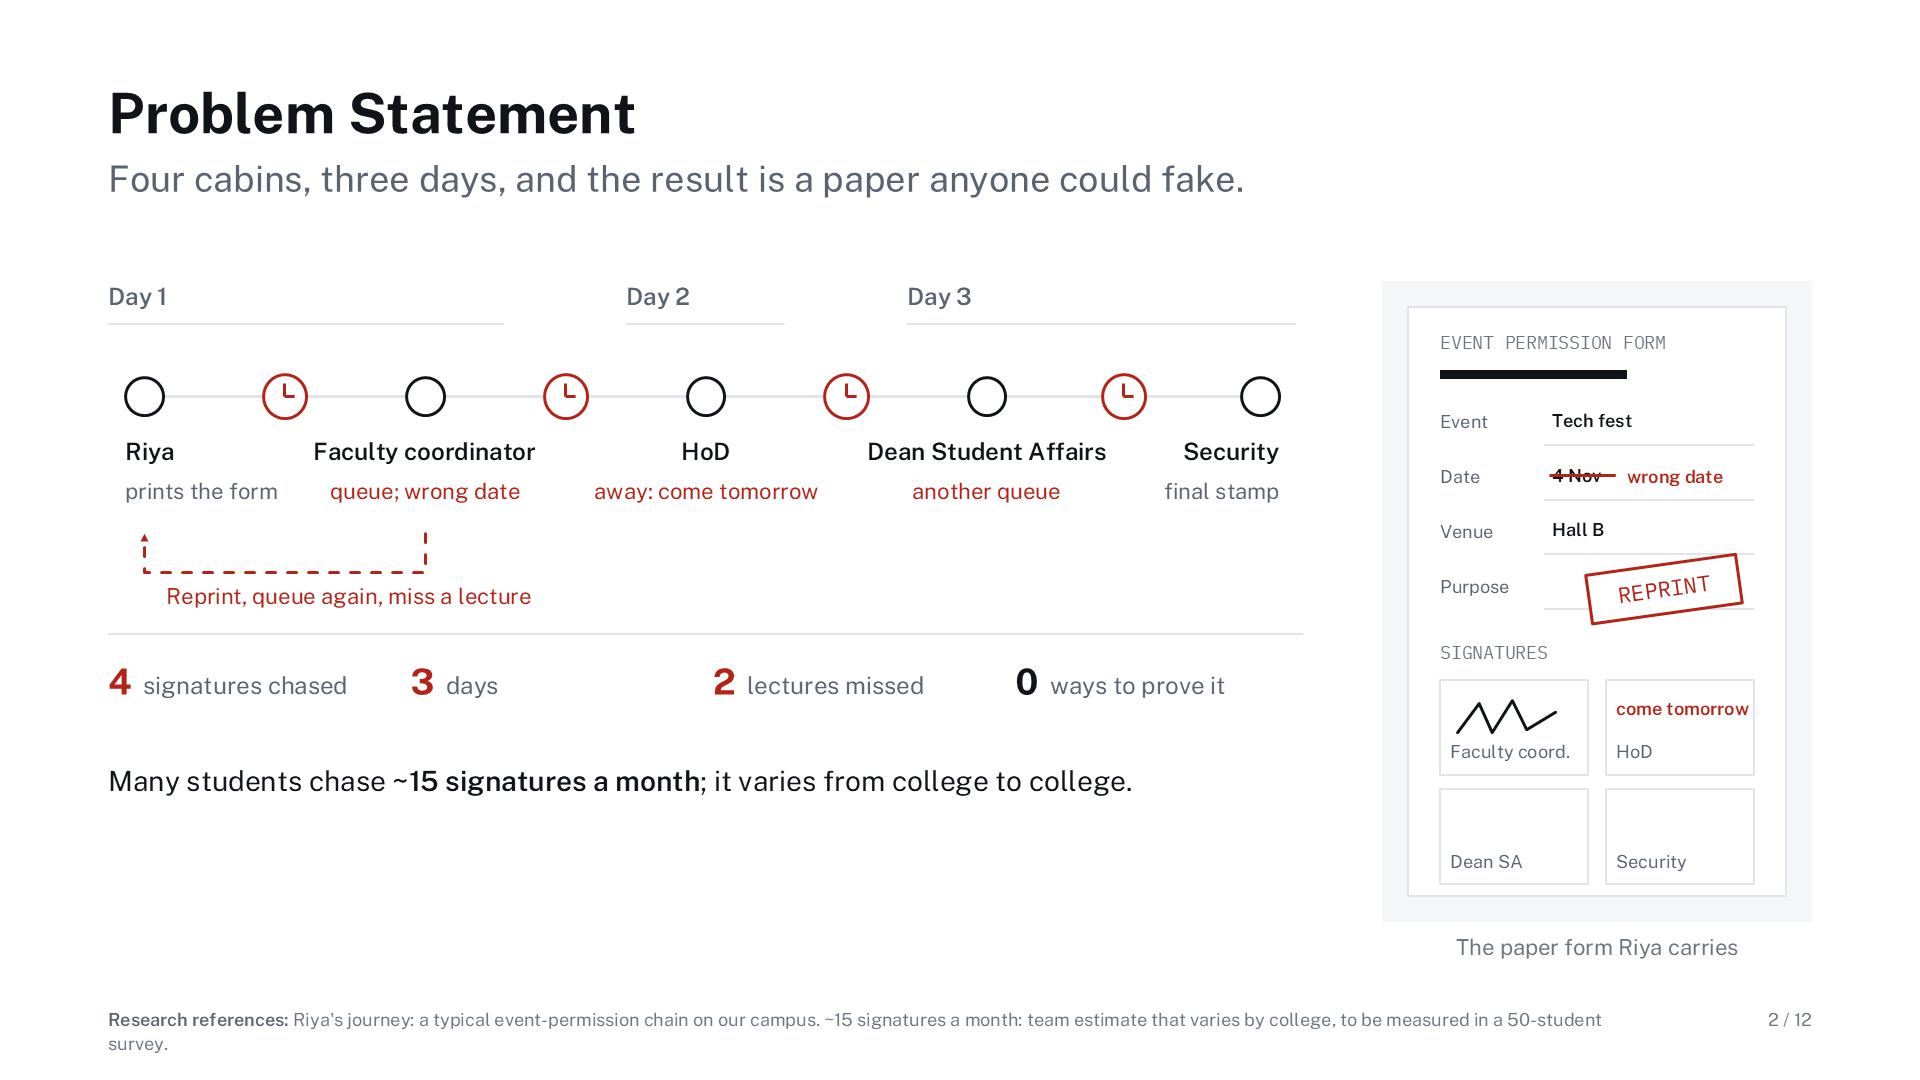 Problem Statement
Four cabins, three days, and the result is a paper anyone could fake.
Day 1
Day 2
Day 3
Riya
Faculty coordinator
HoD
Dean Student Affairs
Security
prints the form
queue; wrong date
away: come tomorrow
another queue
final stamp
Reprint, queue again, miss a lecture
4 signatures chased
3 days
2 lectures missed
0 ways to prove it
Many students chase ~15 signatures a month; it varies from college to college.
EVENT PERMISSION FORM
Event Tech fest
Date 4 Nov wrong date
Venue Hall B
Purpose REPRINT
SIGNATURES
Faculty coord.
come tomorrow
HoD
Dean SA
Security
The paper form Riya carries
Research references: Riya's journey: a typical event-permission chain on our campus. ~15 signatures a month: team estimate that varies by college, to be measured in a 50-student
survey.
2 / 12